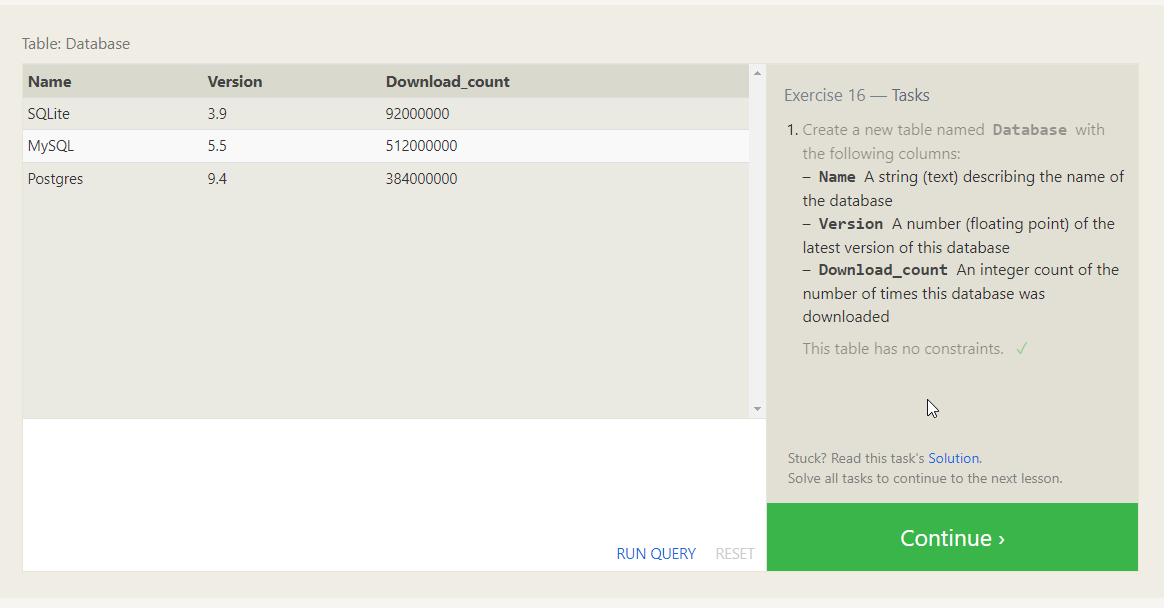 Table: Database
Name Version Download_count
SQLite 3.9 92000000
MySQL 5.5 512000000
Postgres 9.4 384000000
RUN QUERY RESET
Exercise 16 — Tasks
1. Create a new table named Database with
the following columns:
– Name A string (text) describing the name of
the database
– Version A number (floating point) of the
latest version of this database
– Download_count An integer count of the
number of times this database was
downloaded
This table has no constraints. ✓
Stuck? Read this task's Solution.
Solve all tasks to continue to the next lesson.
Continue ›